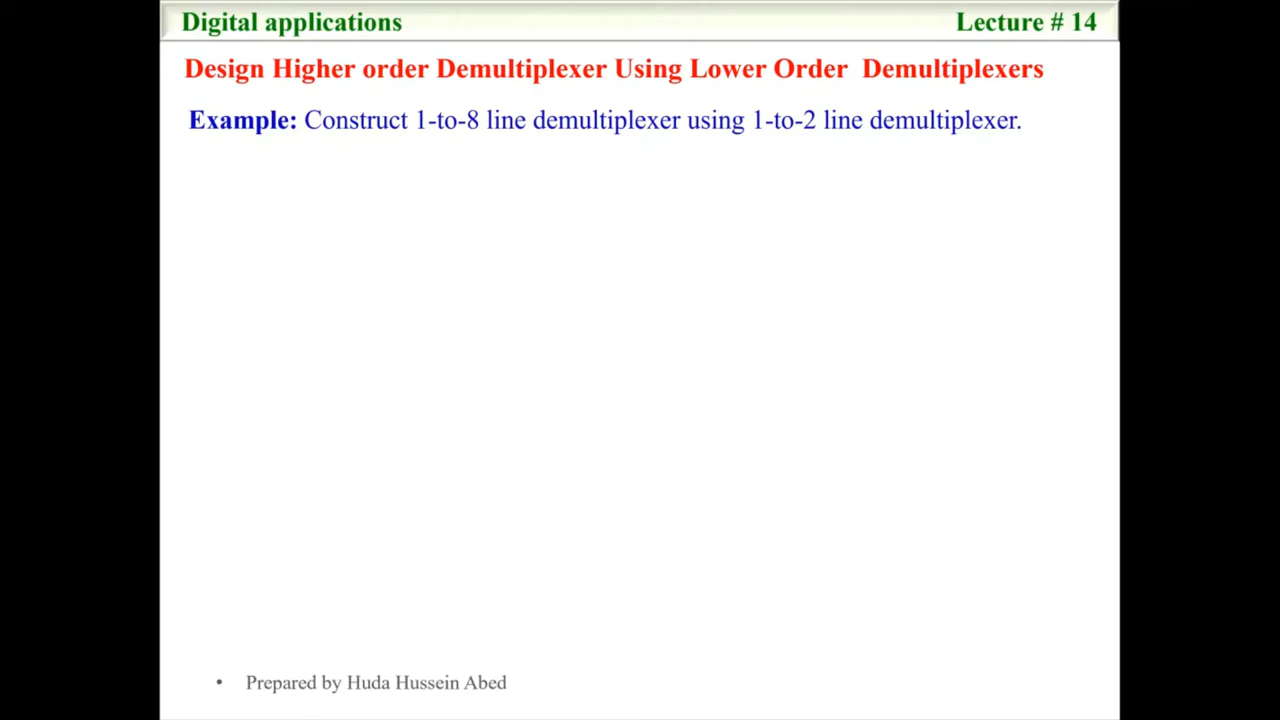 Digital applications
Lecture # 14
Design Higher order Demultiplexer Using Lower Order Demultiplexers
Example: Construct 1-to-8 line demultiplexer using 1-to-2 line demultiplexer.
• Prepared by Huda Hussein Abed